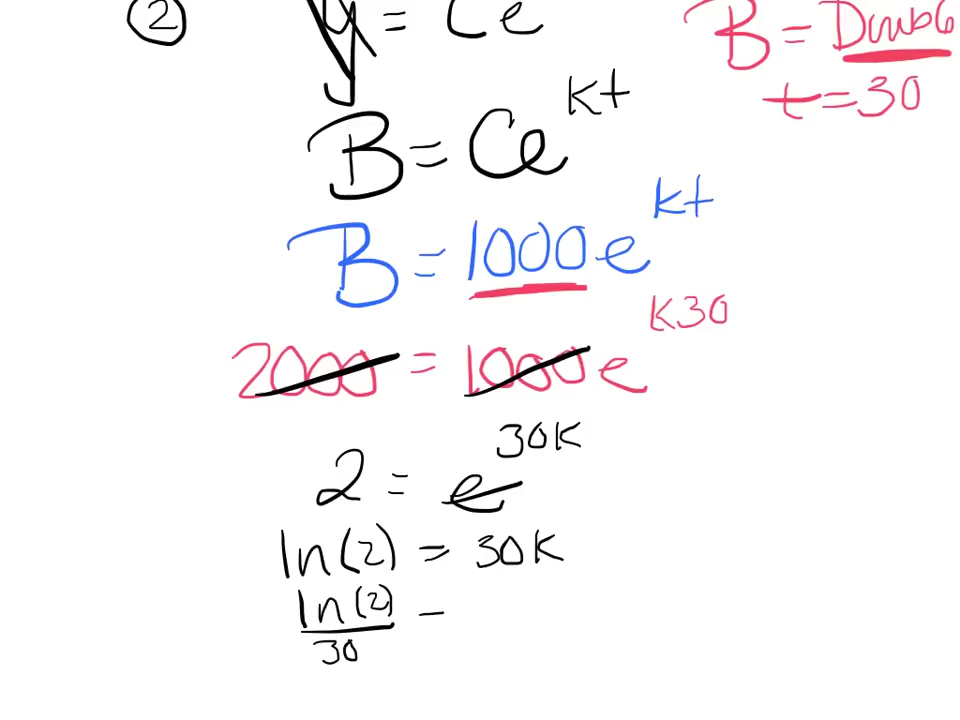 ② y = Ce
B = Double
t = 30
B = Ce^kt
B = 1000e^kt
2000 = 1000e^k30
2 = e^30k
ln(2) = 30k
ln(2)/30 =